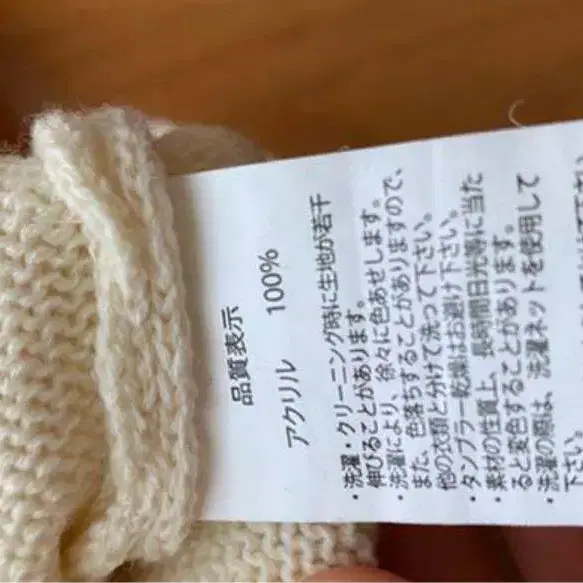 品質表示
アクリル 100%
・洗濯・クリーニング時に生地が若干
伸びることがあります。
・洗濯により、徐々に色あせします。
また、色落ちすることがありますので、
他の衣類と分けて洗って下さい。
・タンブラー乾燥はお避け下さい。
・素材の性質上、長時間日光等に当た
ると変色することがあります。
・洗濯の際は、洗濯ネットを使用して
下さい。